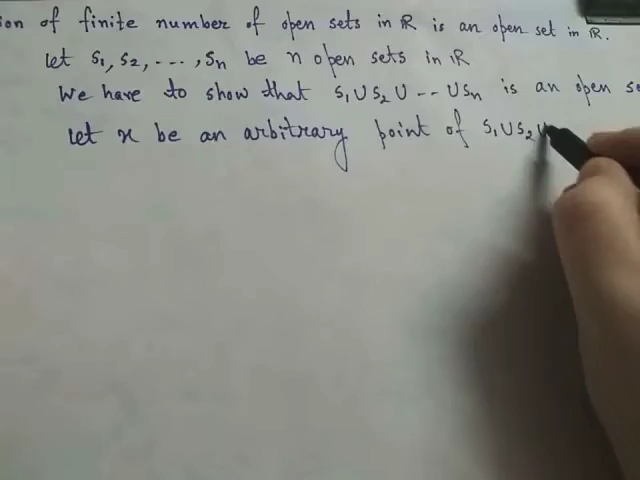 of finite number of open sets in ℝ is an open set in ℝ.
Let S₁, S₂, ---, Sₙ be n open sets in ℝ
We have to show that S₁ ∪ S₂ ∪ -- ∪ Sₙ is an open
Let x be an arbitrary point of S₁ ∪ S₂ ∪